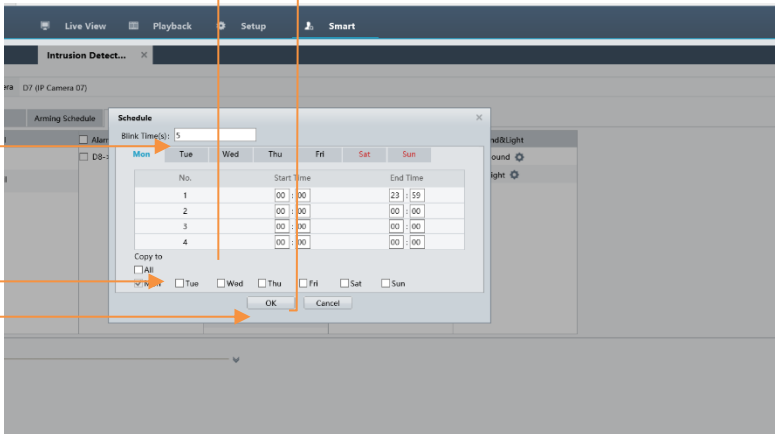 Live View Playback Setup Smart
Intrusion Detect... ×
era D7 (IP Camera 07)
Arming Schedule
Schedule ×
Alarm nd&Light
Blink Time(s): 5
D8-> ound
Mon Tue Wed Thu Fri Sat Sun
ight
No. Start Time End Time
1 00 : 00 23 : 59
2 00 : 00 00 : 00
3 00 : 00 00 : 00
4 00 : 00 00 : 00
Copy to
All
Mon Tue Wed Thu Fri Sat Sun
OK Cancel